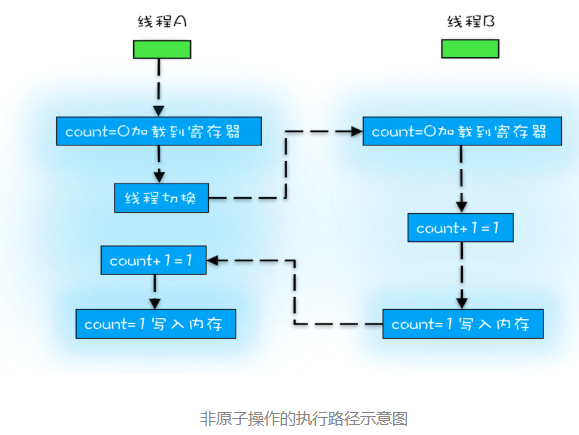 线程A
线程B
count=0加载到寄存器
count=0加载到寄存器
线程切换
count+1=1
count+1=1
count=1写入内存
count=1写入内存
非原子操作的执行路径示意图